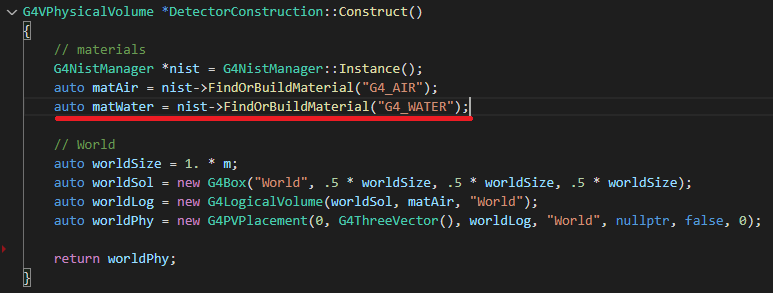 G4VPhysicalVolume *DetectorConstruction::Construct()
{
// materials
G4NistManager *nist = G4NistManager::Instance();
auto matAir = nist->FindOrBuildMaterial("G4_AIR");
auto matWater = nist->FindOrBuildMaterial("G4_WATER");
// World
auto worldSize = 1. * m;
auto worldSol = new G4Box("World", .5 * worldSize, .5 * worldSize, .5 * worldSize);
auto worldLog = new G4LogicalVolume(worldSol, matAir, "World");
auto worldPhy = new G4PVPlacement(0, G4ThreeVector(), worldLog, "World", nullptr, false, 0);
return worldPhy;
}